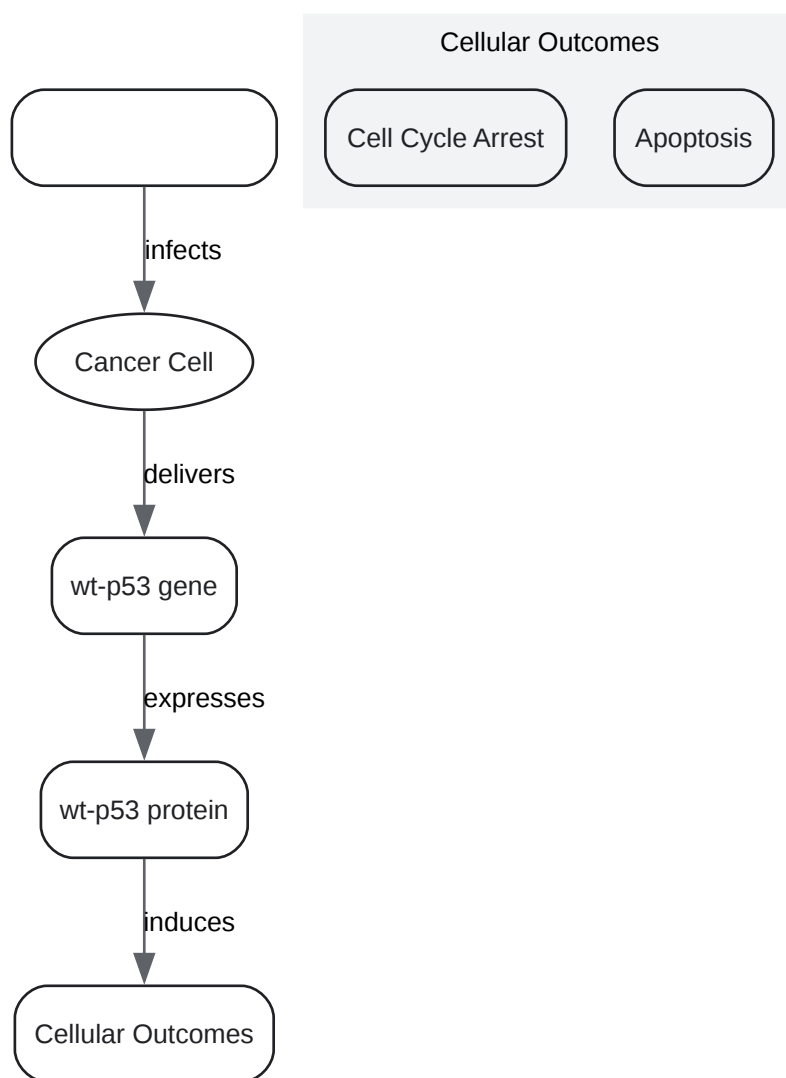 Cellular Outcomes
Cell Cycle Arrest
Apoptosis
infects
Cancer Cell
delivers
wt-p53 gene
expresses
wt-p53 protein
induces
Cellular Outcomes